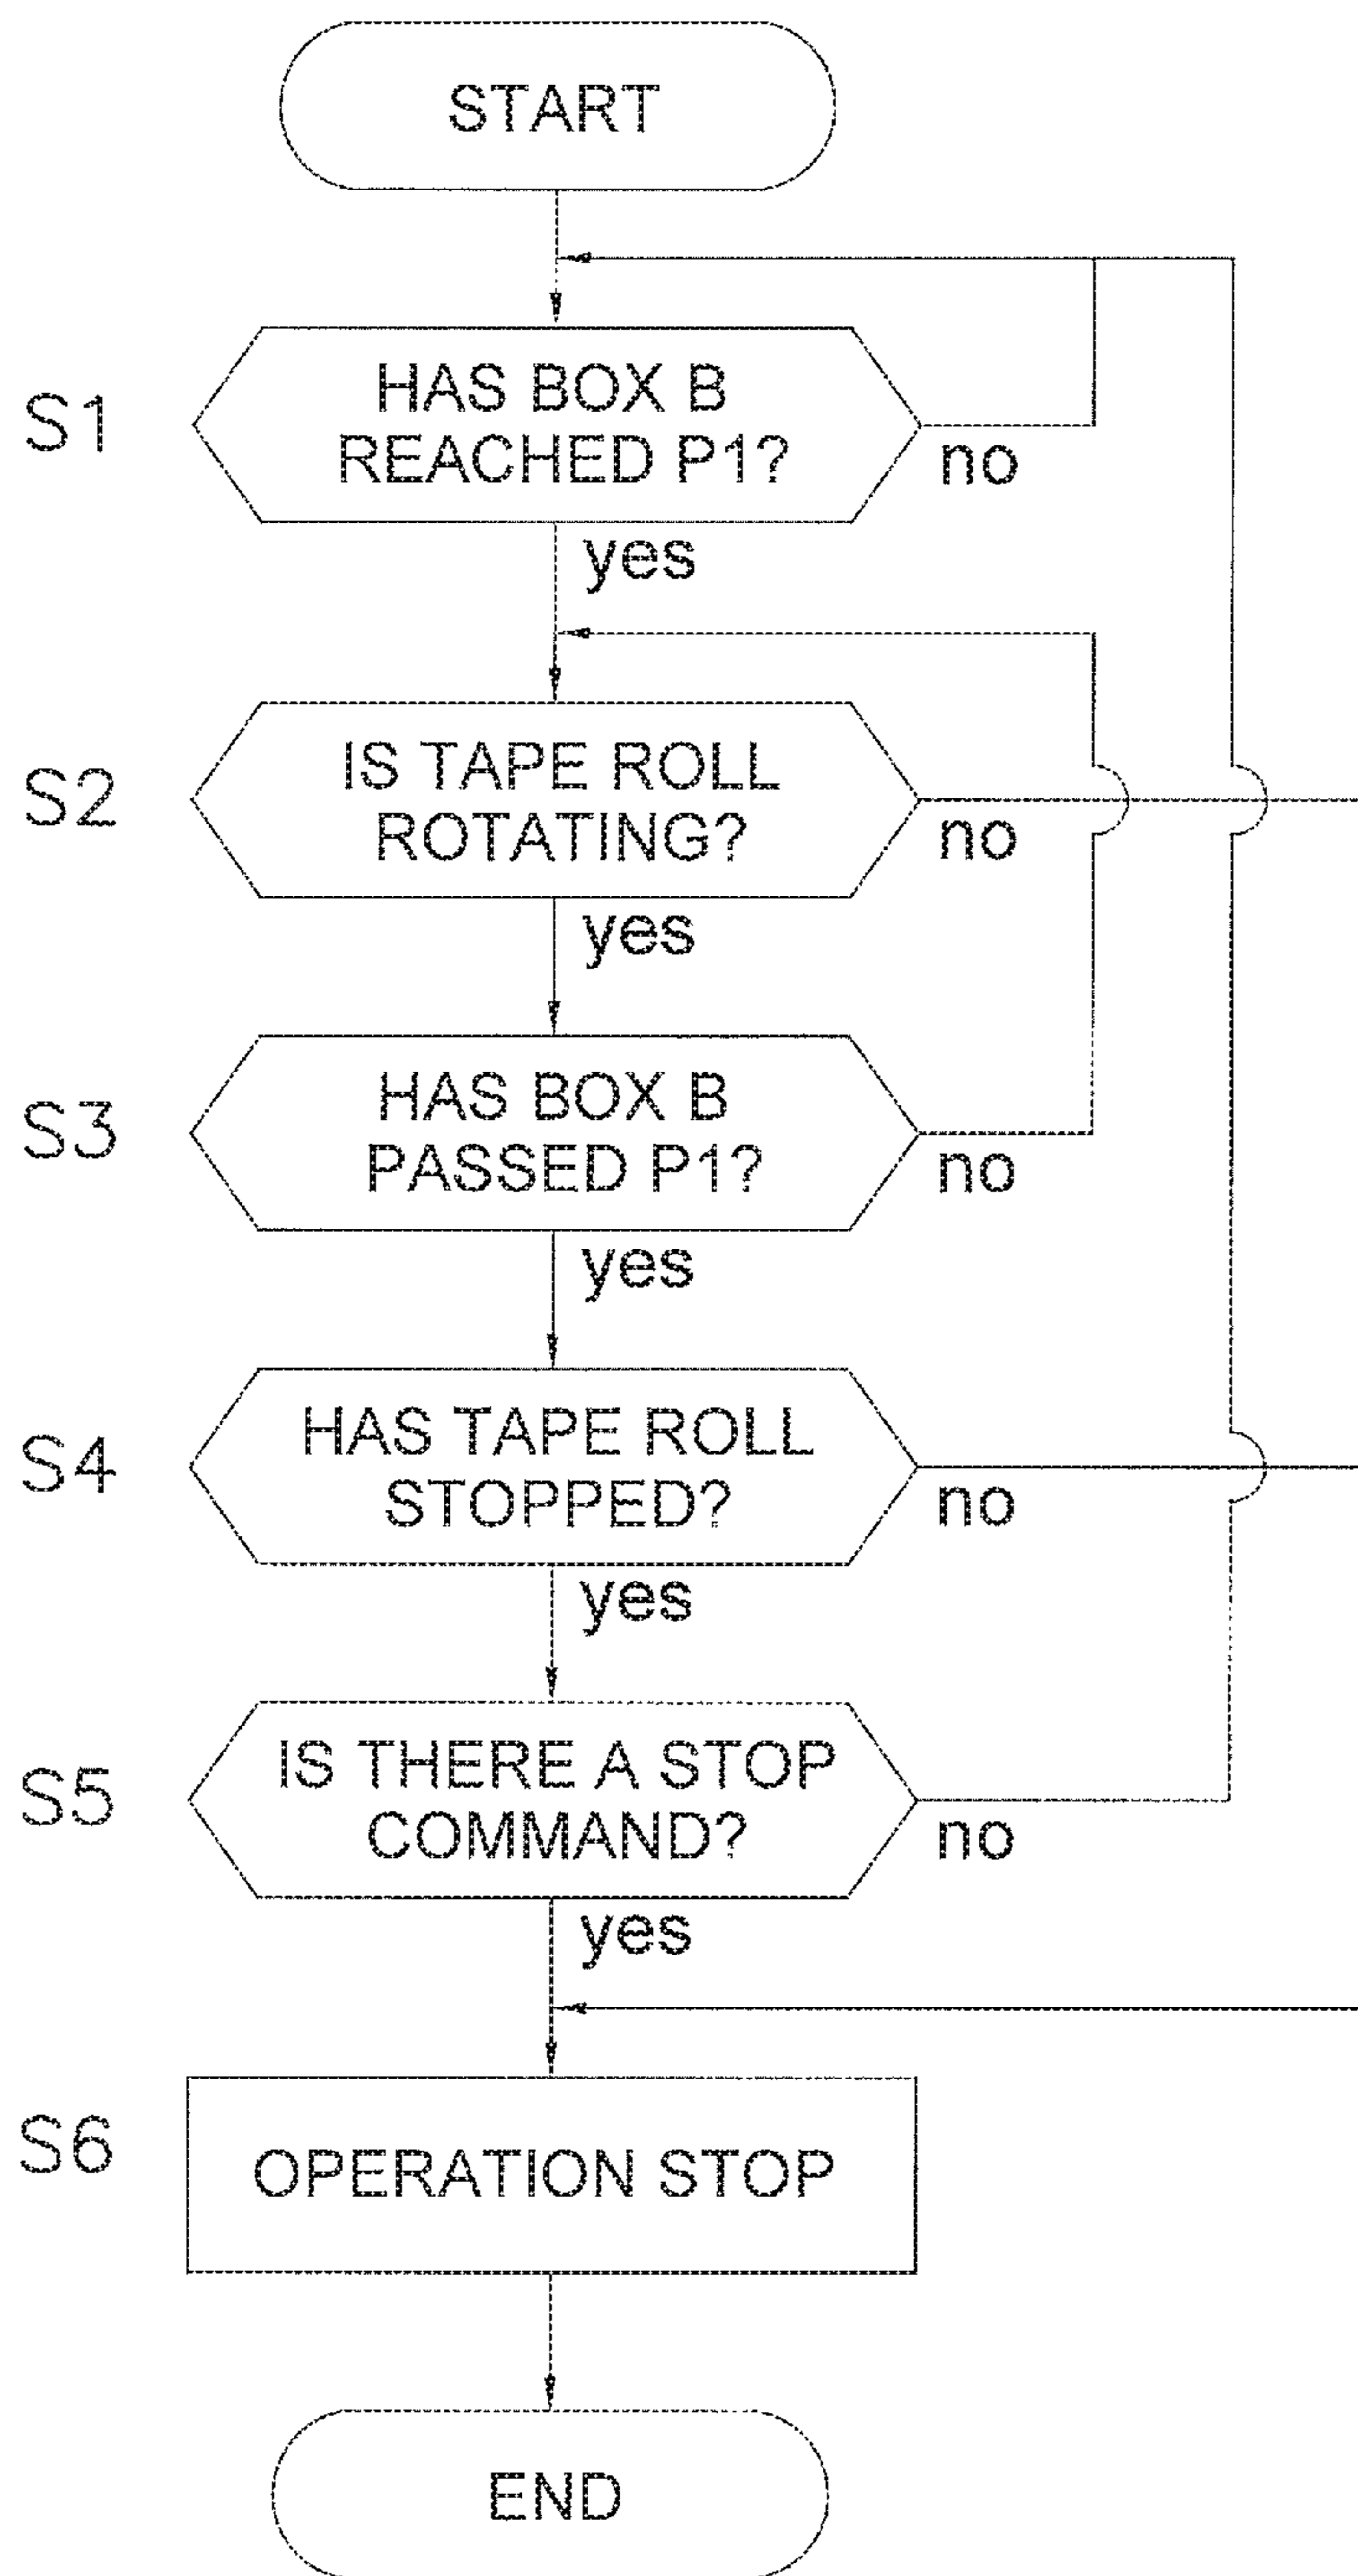 START
S1
HAS BOX B
REACHED P1?
no
yes
S2
IS TAPE ROLL
ROTATING?
no
yes
S3
HAS BOX B
PASSED P1?
no
yes
S4
HAS TAPE ROLL
STOPPED?
no
yes
S5
IS THERE A STOP
COMMAND?
no
yes
S6
OPERATION STOP
END